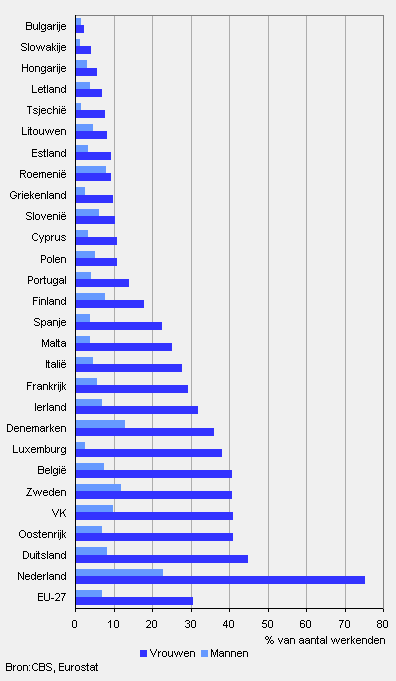 Bulgarije
Slowakije
Hongarije
Letland
Tsjechië
Litouwen
Estland
Roemenië
Griekenland
Slovenië
Cyprus
Polen
Portugal
Finland
Spanje
Malta
Italië
Frankrijk
Ierland
Denemarken
Luxemburg
België
Zweden
VK
Oostenrijk
Duitsland
Nederland
EU-27
0 10 20 30 40 50 60 70 80
% van aantal werkenden
Vrouwen Mannen
Bron:CBS, Eurostat